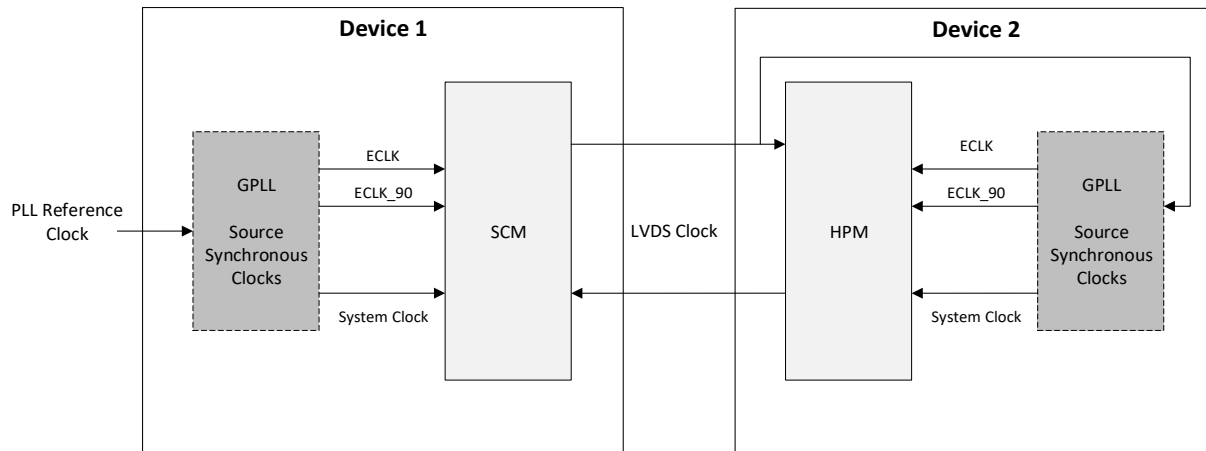 Device 1
Device 2
PLL Reference
Clock
GPLL
Source
Synchronous
Clocks
ECLK
ECLK_90
System Clock
SCM
LVDS Clock
HPM
ECLK
ECLK_90
System Clock
GPLL
Source
Synchronous
Clocks